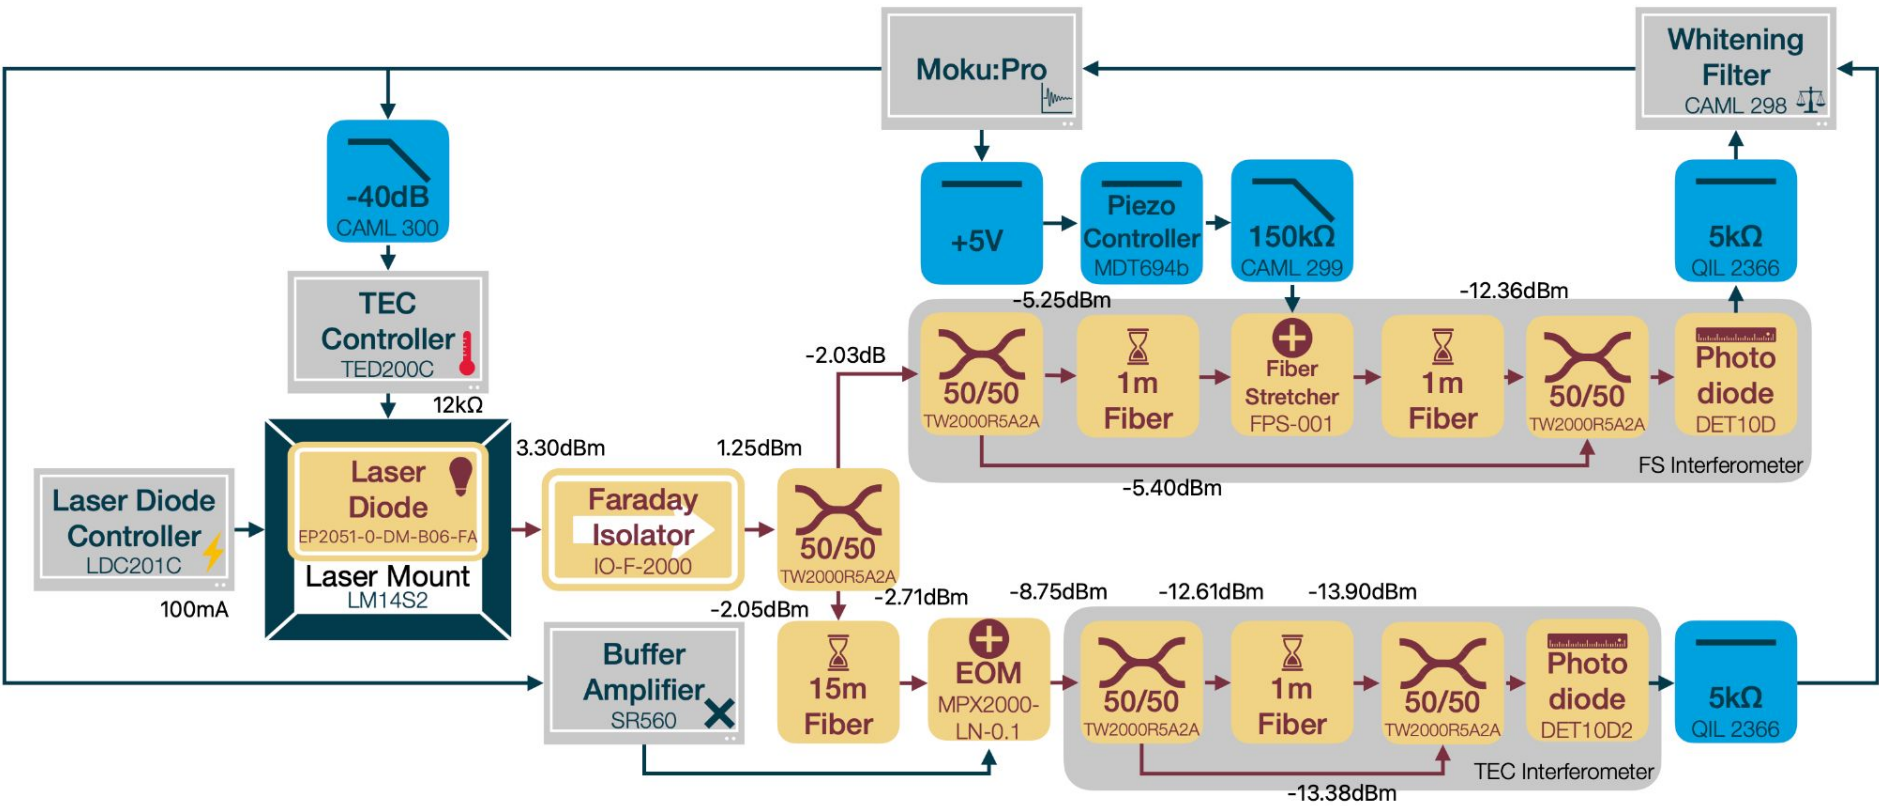 Moku:Pro
Whitening
Filter
CAML 298
-40dB
CAML 300
+5V
Piezo
Controller
MDT694b
150kΩ
CAML 299
5kΩ
QIL 2366
TEC
Controller
TED200C
12kΩ
-5.25dBm
-12.36dBm
-2.03dB
50/50
TW2000R5A2A
1m
Fiber
Fiber
Stretcher
FPS-001
1m
Fiber
50/50
TW2000R5A2A
Photo
diode
DET10D
FS Interferometer
-5.40dBm
Laser Diode
Controller
LDC201C
100mA
Laser
Diode
EP2051-0-DM-B06-FA
Laser Mount
LM14S2
3.30dBm
Faraday
Isolator
IO-F-2000
1.25dBm
50/50
TW2000R5A2A
-2.05dBm
-2.71dBm
-8.75dBm
-12.61dBm
-13.90dBm
Buffer
Amplifier
SR560
15m
Fiber
EOM
MPX2000-
LN-0.1
50/50
TW2000R5A2A
1m
Fiber
50/50
TW2000R5A2A
Photo
diode
DET10D2
TEC Interferometer
-13.38dBm
5kΩ
QIL 2366